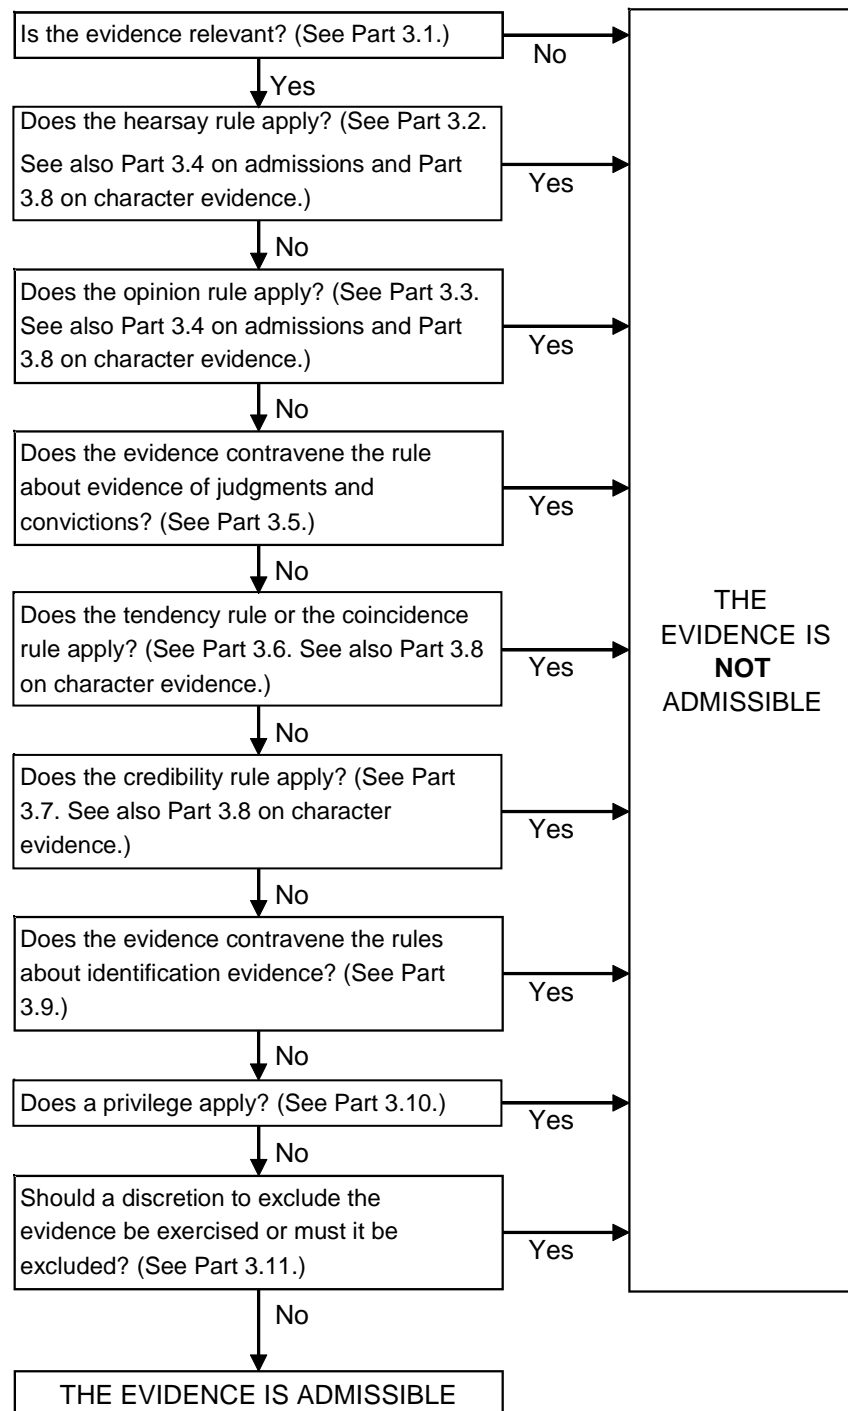 Is the evidence relevant? (See Part 3.1.)
No
Yes
Does the hearsay rule apply? (See Part 3.2.
See also Part 3.4 on admissions and Part
3.8 on character evidence.)
Yes
No
Does the opinion rule apply? (See Part 3.3.
See also Part 3.4 on admissions and Part
3.8 on character evidence.)
Yes
No
Does the evidence contravene the rule
about evidence of judgments and
convictions? (See Part 3.5.)
Yes
No
Does the tendency rule or the coincidence
rule apply? (See Part 3.6. See also Part 3.8
on character evidence.)
Yes
No
Does the credibility rule apply? (See Part
3.7. See also Part 3.8 on character
evidence.)
Yes
No
Does the evidence contravene the rules
about identification evidence? (See Part
3.9.)
Yes
No
Does a privilege apply? (See Part 3.10.)
Yes
No
Should a discretion to exclude the
evidence be exercised or must it be
excluded? (See Part 3.11.)
Yes
No
THE EVIDENCE IS ADMISSIBLE
THE
EVIDENCE IS
NOT
ADMISSIBLE